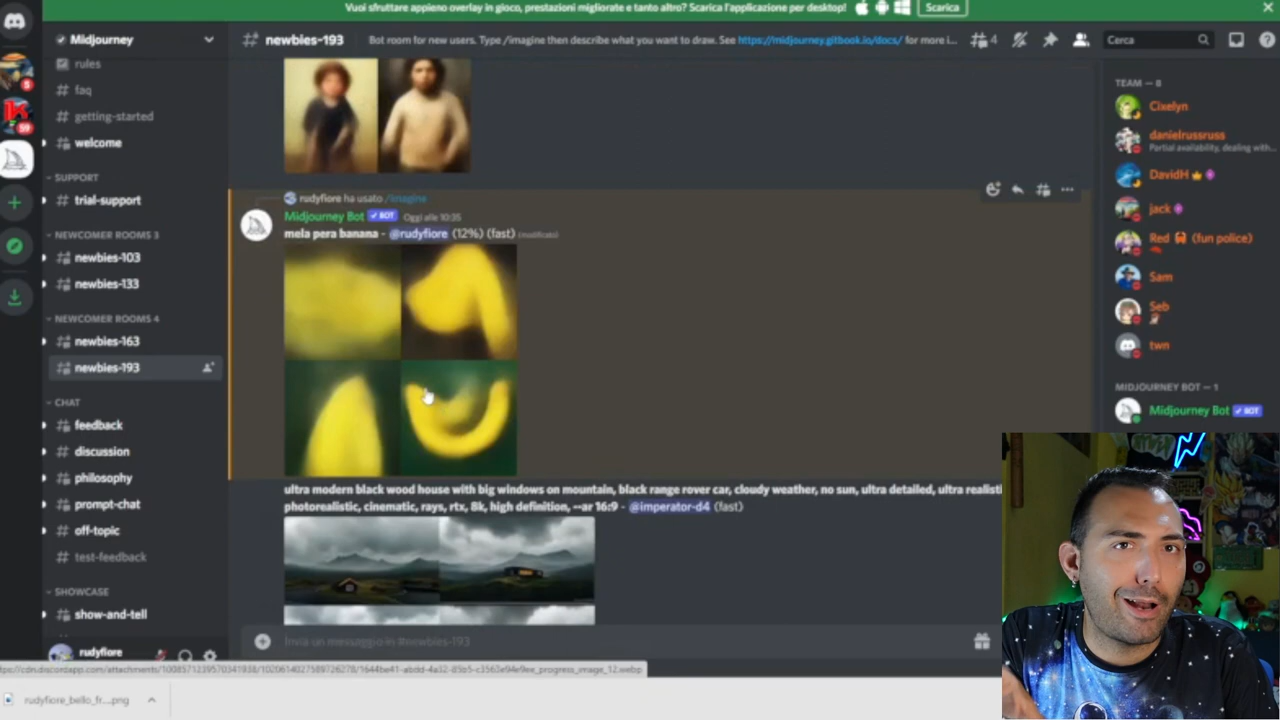 Vuoi sfruttare appieno overlay in gioco, prestazioni migliorate e tanto altro? Scarica l'applicazione per desktop!
Scarica
Midjourney
newbies-193
Bot room for new users. Type /imagine then describe what you want to draw. See https://midjourney.gitbook.io/docs/ for more i...
4
Cerca
rules
faq
getting-started
welcome
SUPPORT
trial-support
NEWCOMER ROOMS 3
newbies-103
newbies-133
NEWCOMER ROOMS 4
newbies-163
newbies-193
CHAT
feedback
discussion
philosophy
prompt-chat
off-topic
test-feedback
SHOWCASE
show-and-tell
rudyfiore
rudyfiore ha usato /imagine
Midjourney Bot BOT Oggi alle 10:35
mela pera banana - @rudyfiore (12%) (fast) (modificato)
ultra modern black wood house with big windows on mountain, black range rover car, cloudy weather, no sun, ultra detailed, ultra realisti
photorealistic, cinematic, rays, rtx, 8k, high definition, --ar 16:9 - @imperator-d4 (fast)
Invia un messaggio in #newbies-193
TEAM — 8
Cixelyn
danielrussruss
Partial availability, dealing with...
DavidH
jack
Red (fun police)
Sam
Seb
twn
MIDJOURNEY BOT — 1
Midjourney Bot BOT
rudyfiore_bello_fr....png